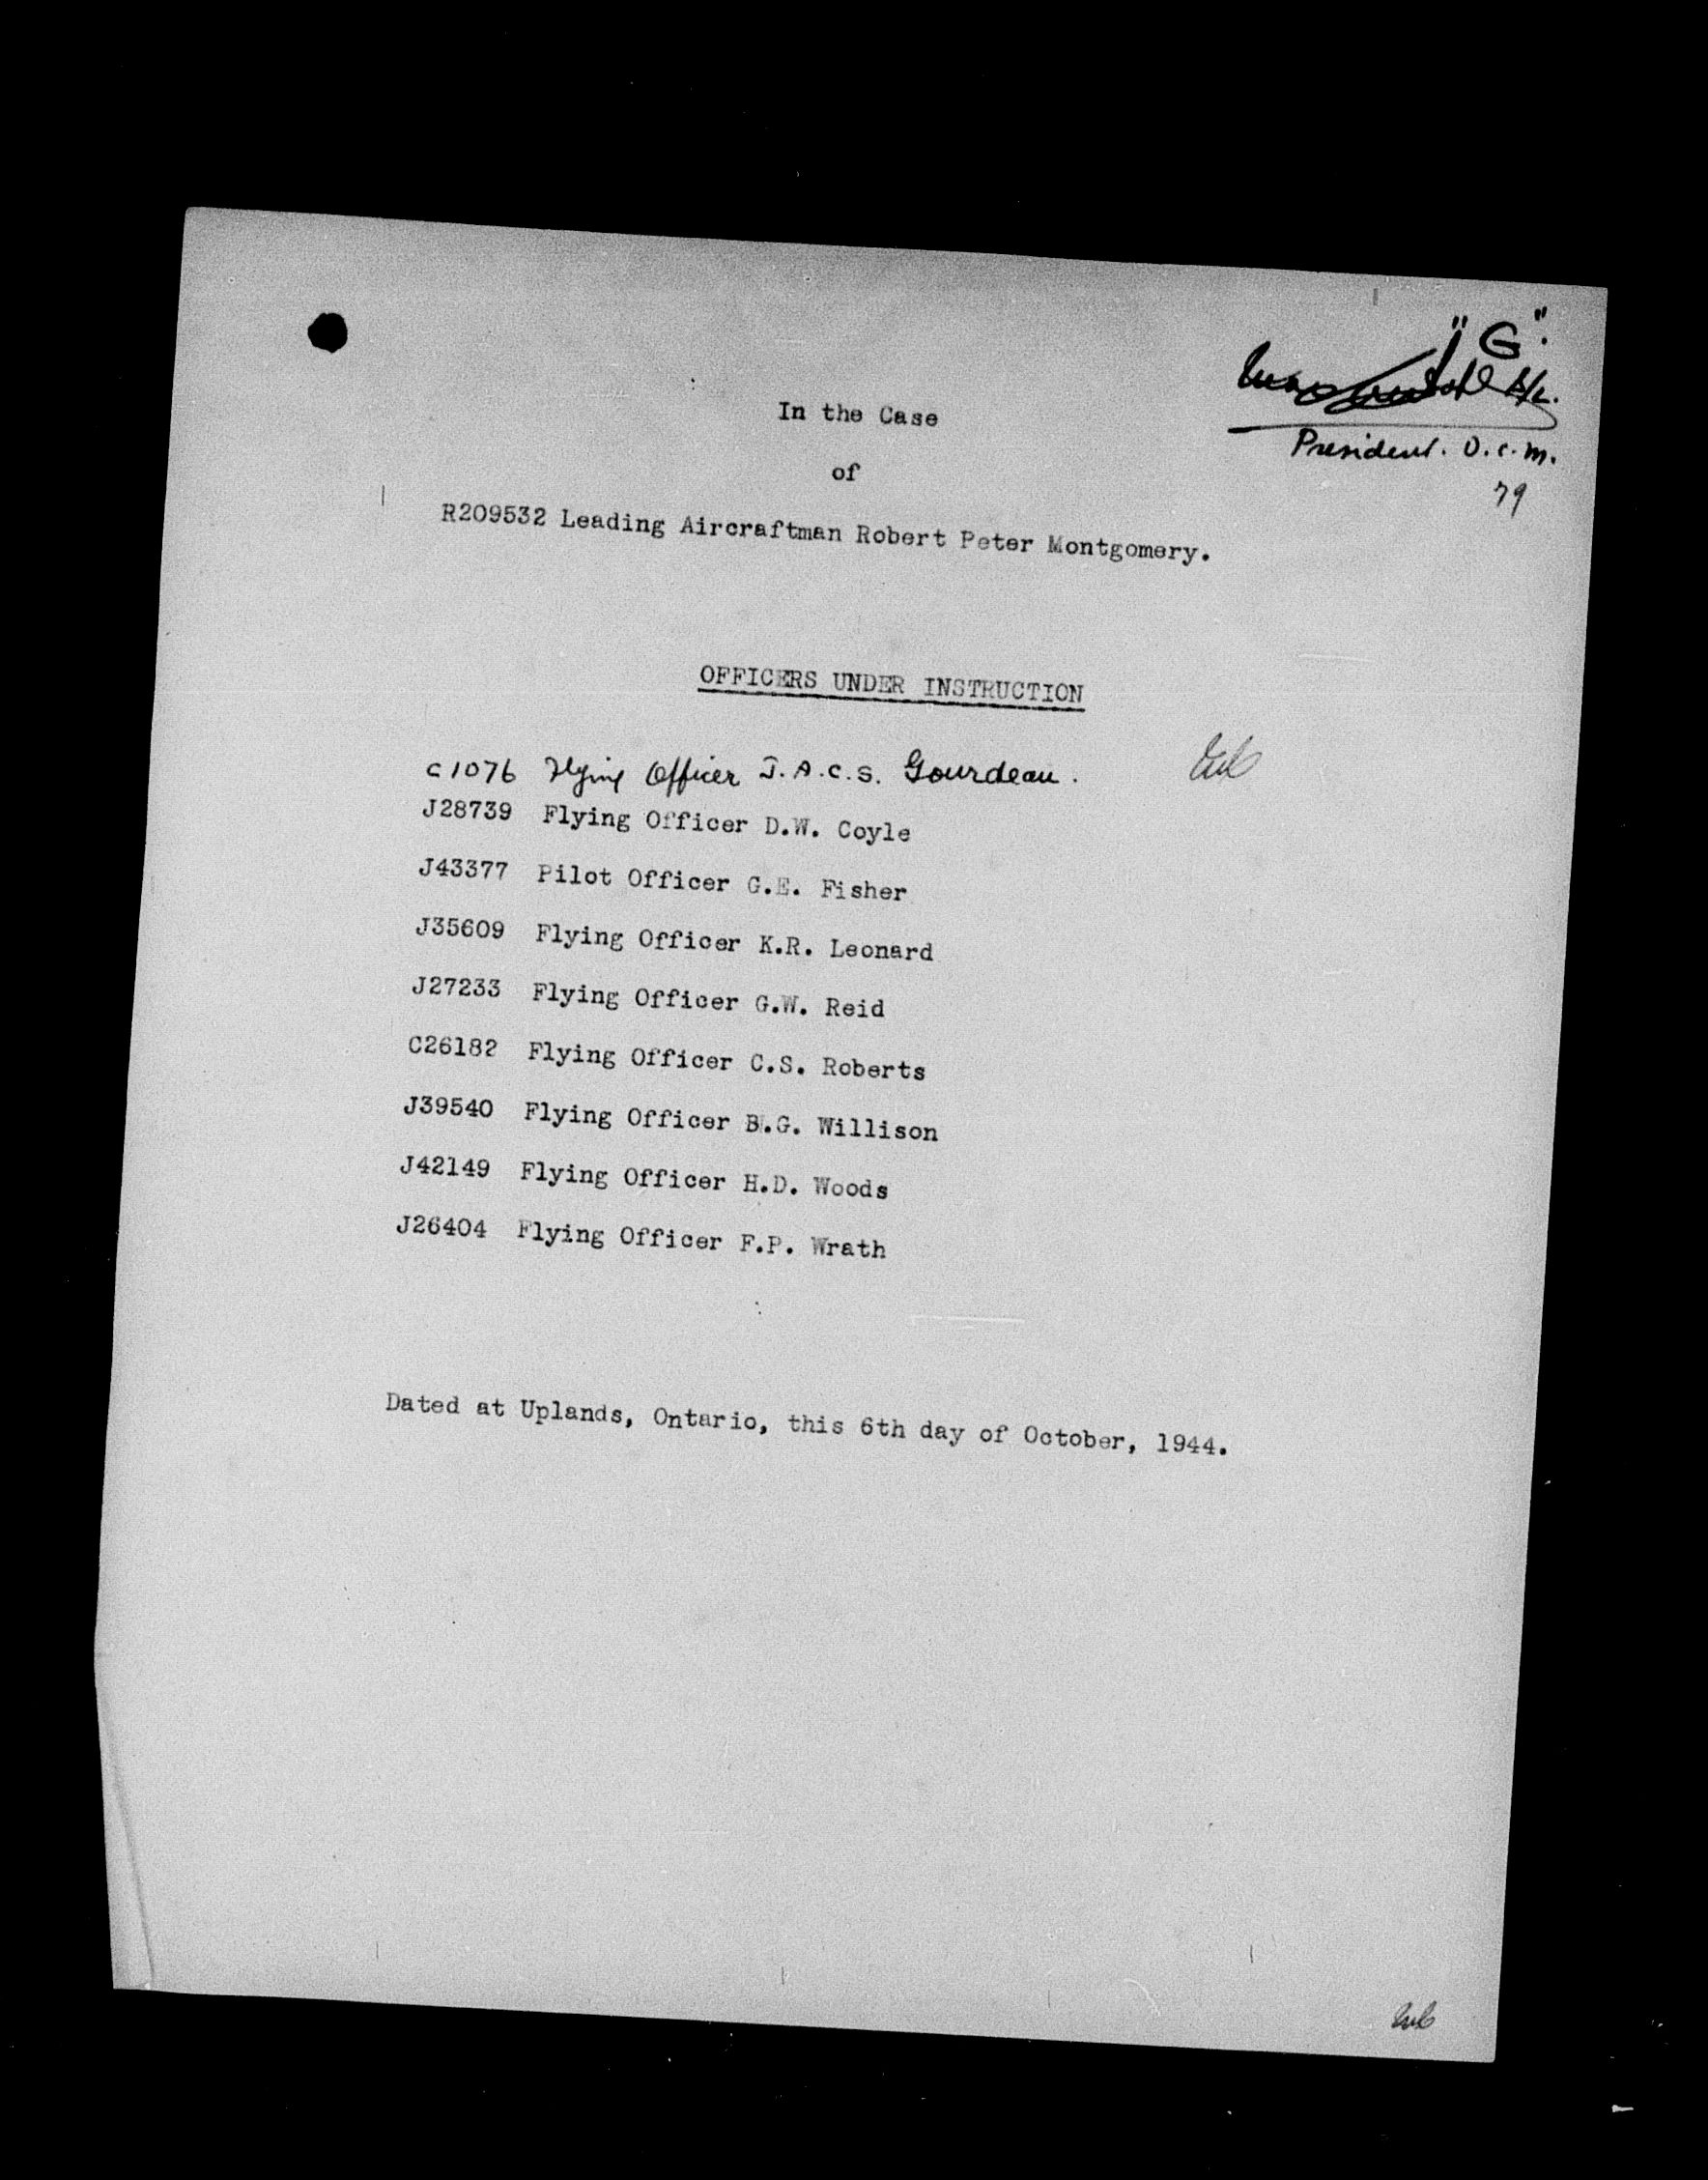 "G".
President. D.C.M.
79
In the Case
of
R209532 Leading Aircraftman Robert Peter Montgomery.
OFFICERS UNDER INSTRUCTION
C1076 Flying Officer J.A.C.S. Gourdeau.
J28739 Flying Officer D.W. Coyle
J43377 Pilot Officer G.E. Fisher
J35609 Flying Officer K.R. Leonard
J27233 Flying Officer G.W. Reid
C26182 Flying Officer C.S. Roberts
J39540 Flying Officer B.G. Willison
J42149 Flying Officer H.D. Woods
J26404 Flying Officer F.P. Wrath
Dated at Uplands, Ontario, this 6th day of October, 1944.